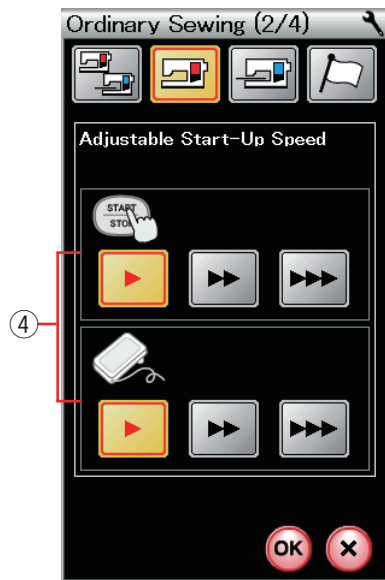 Ordinary Sewing (2/4)
Adjustable Start-Up Speed
START
STOP
④
OK